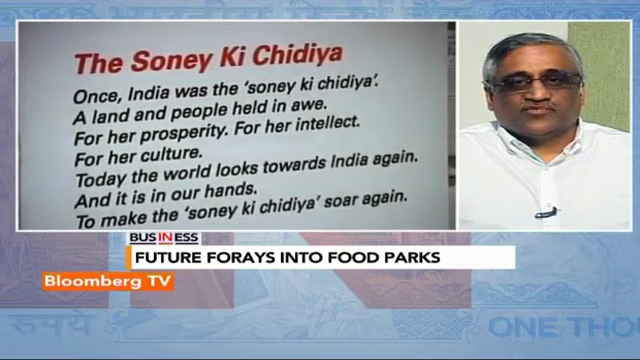 The Soney Ki Chidiya
Once, India was the 'soney ki chidiya'.
A land and people held in awe.
For her prosperity. For her intellect.
For her culture.
Today the world looks towards India again.
And it is in our hands.
To make the 'soney ki chidiya' soar again.
BUSINESS
FUTURE FORAYS INTO FOOD PARKS
Bloomberg TV
रुपये
ONE THOU